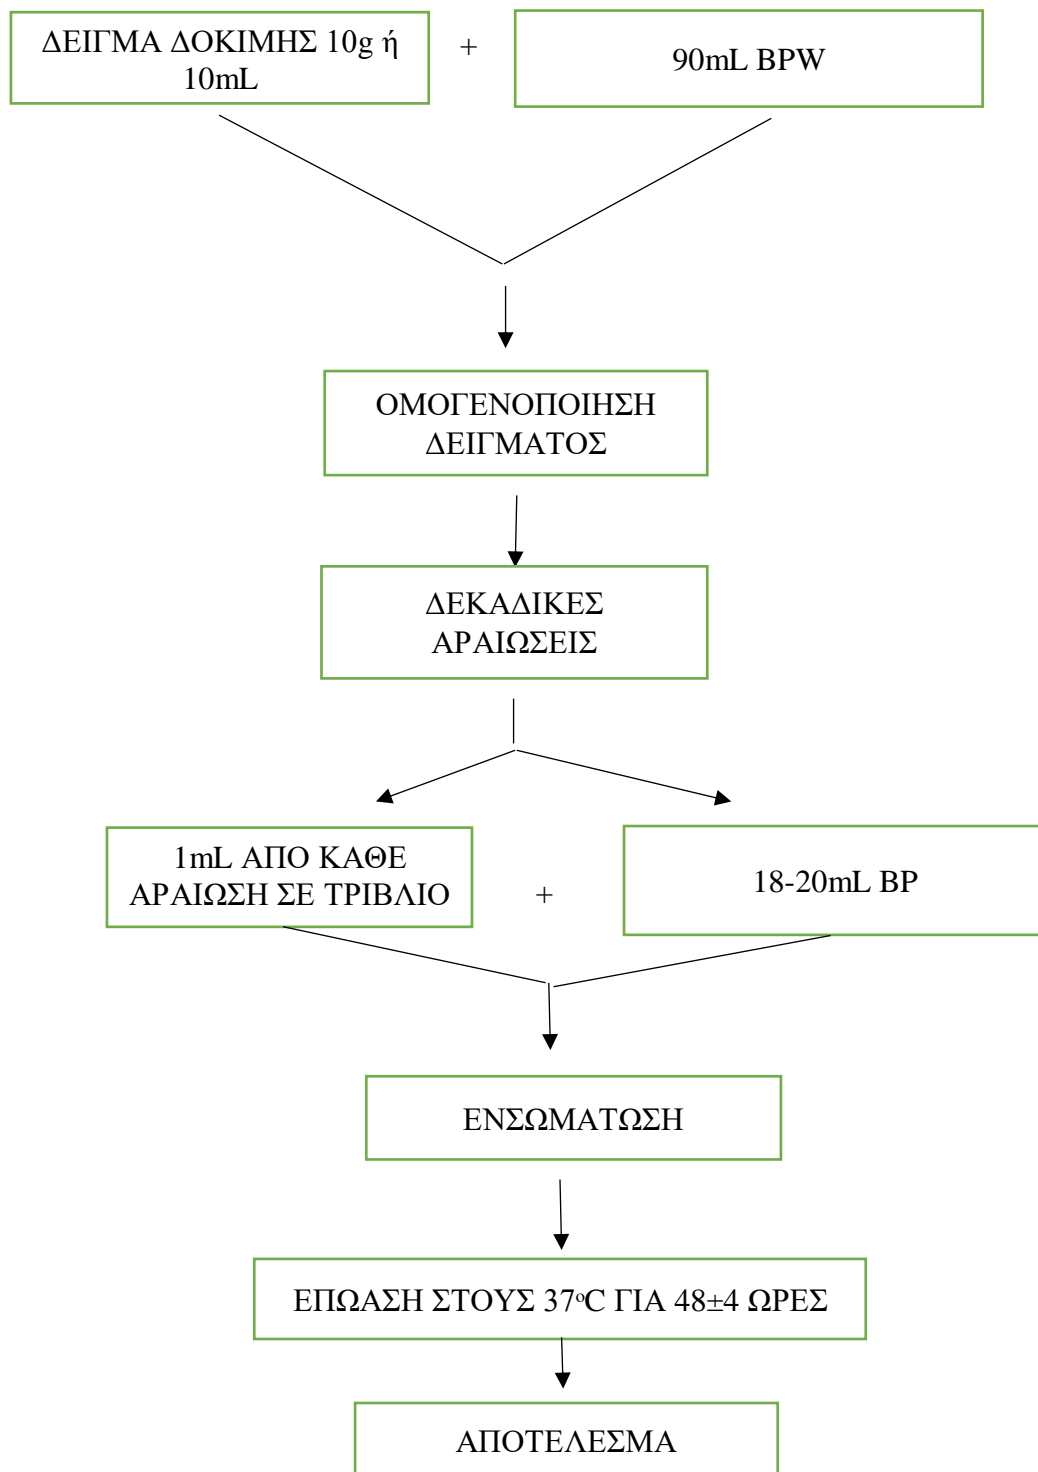 ΔΕΙΓΜΑ ΔΟΚΙΜΗΣ 10g ή
10mL
+
90mL BPW
ΟΜΟΓΕΝΟΠΟΙΗΣΗ
ΔΕΙΓΜΑΤΟΣ
ΔΕΚΑΔΙΚΕΣ
ΑΡΑΙΩΣΕΙΣ
1mL ΑΠΟ ΚΑΘΕ
ΑΡΑΙΩΣΗ ΣΕ ΤΡΙΒΛΙΟ
+
18-20mL BP
ΕΝΣΩΜΑΤΩΣΗ
ΕΠΩΑΣΗ ΣΤΟΥΣ 37ᵒC ΓΙΑ 48±4 ΩΡΕΣ
ΑΠΟΤΕΛΕΣΜΑ